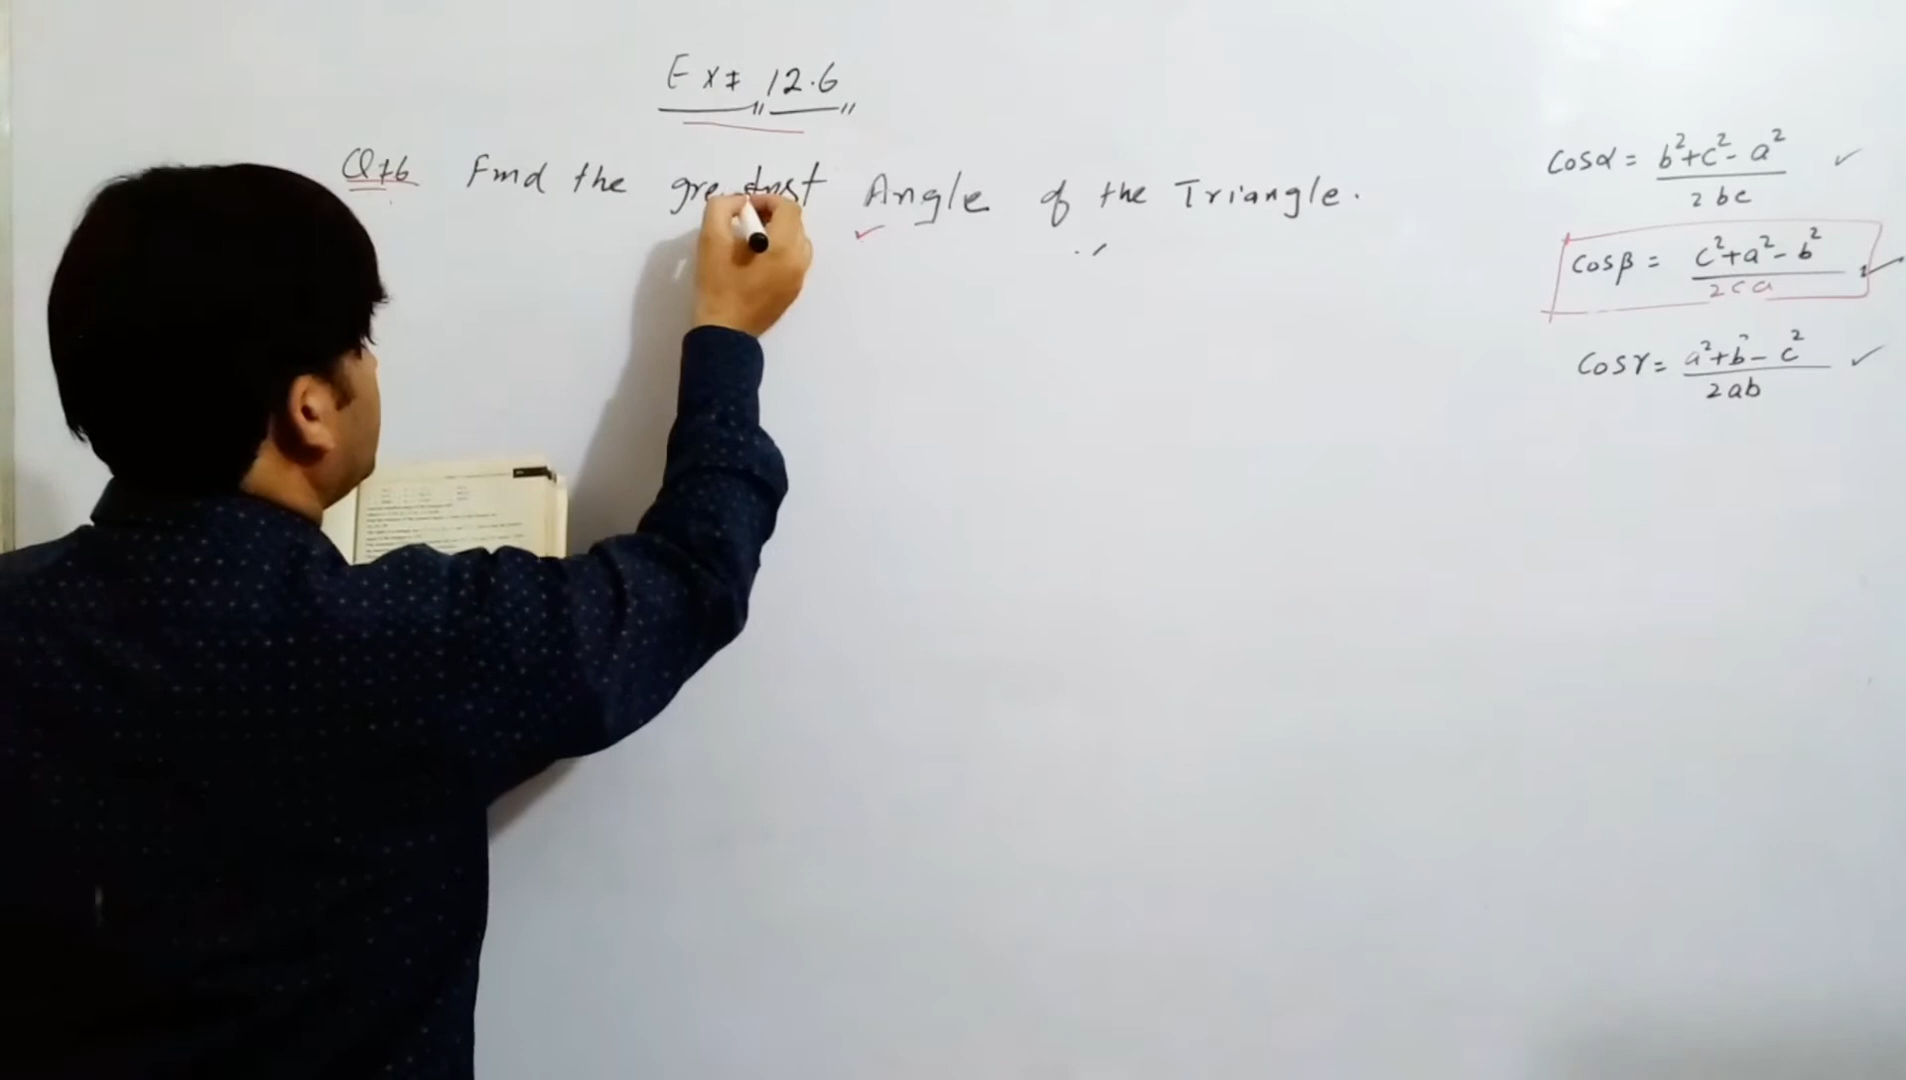 Ex# 12.6
Q#6 Find the greatest Angle of the Triangle.
Cosα = b²+c²-a² / 2bc
Cosβ = c²+a²-b² / 2ca
Cosγ = a²+b²-c² / 2ab